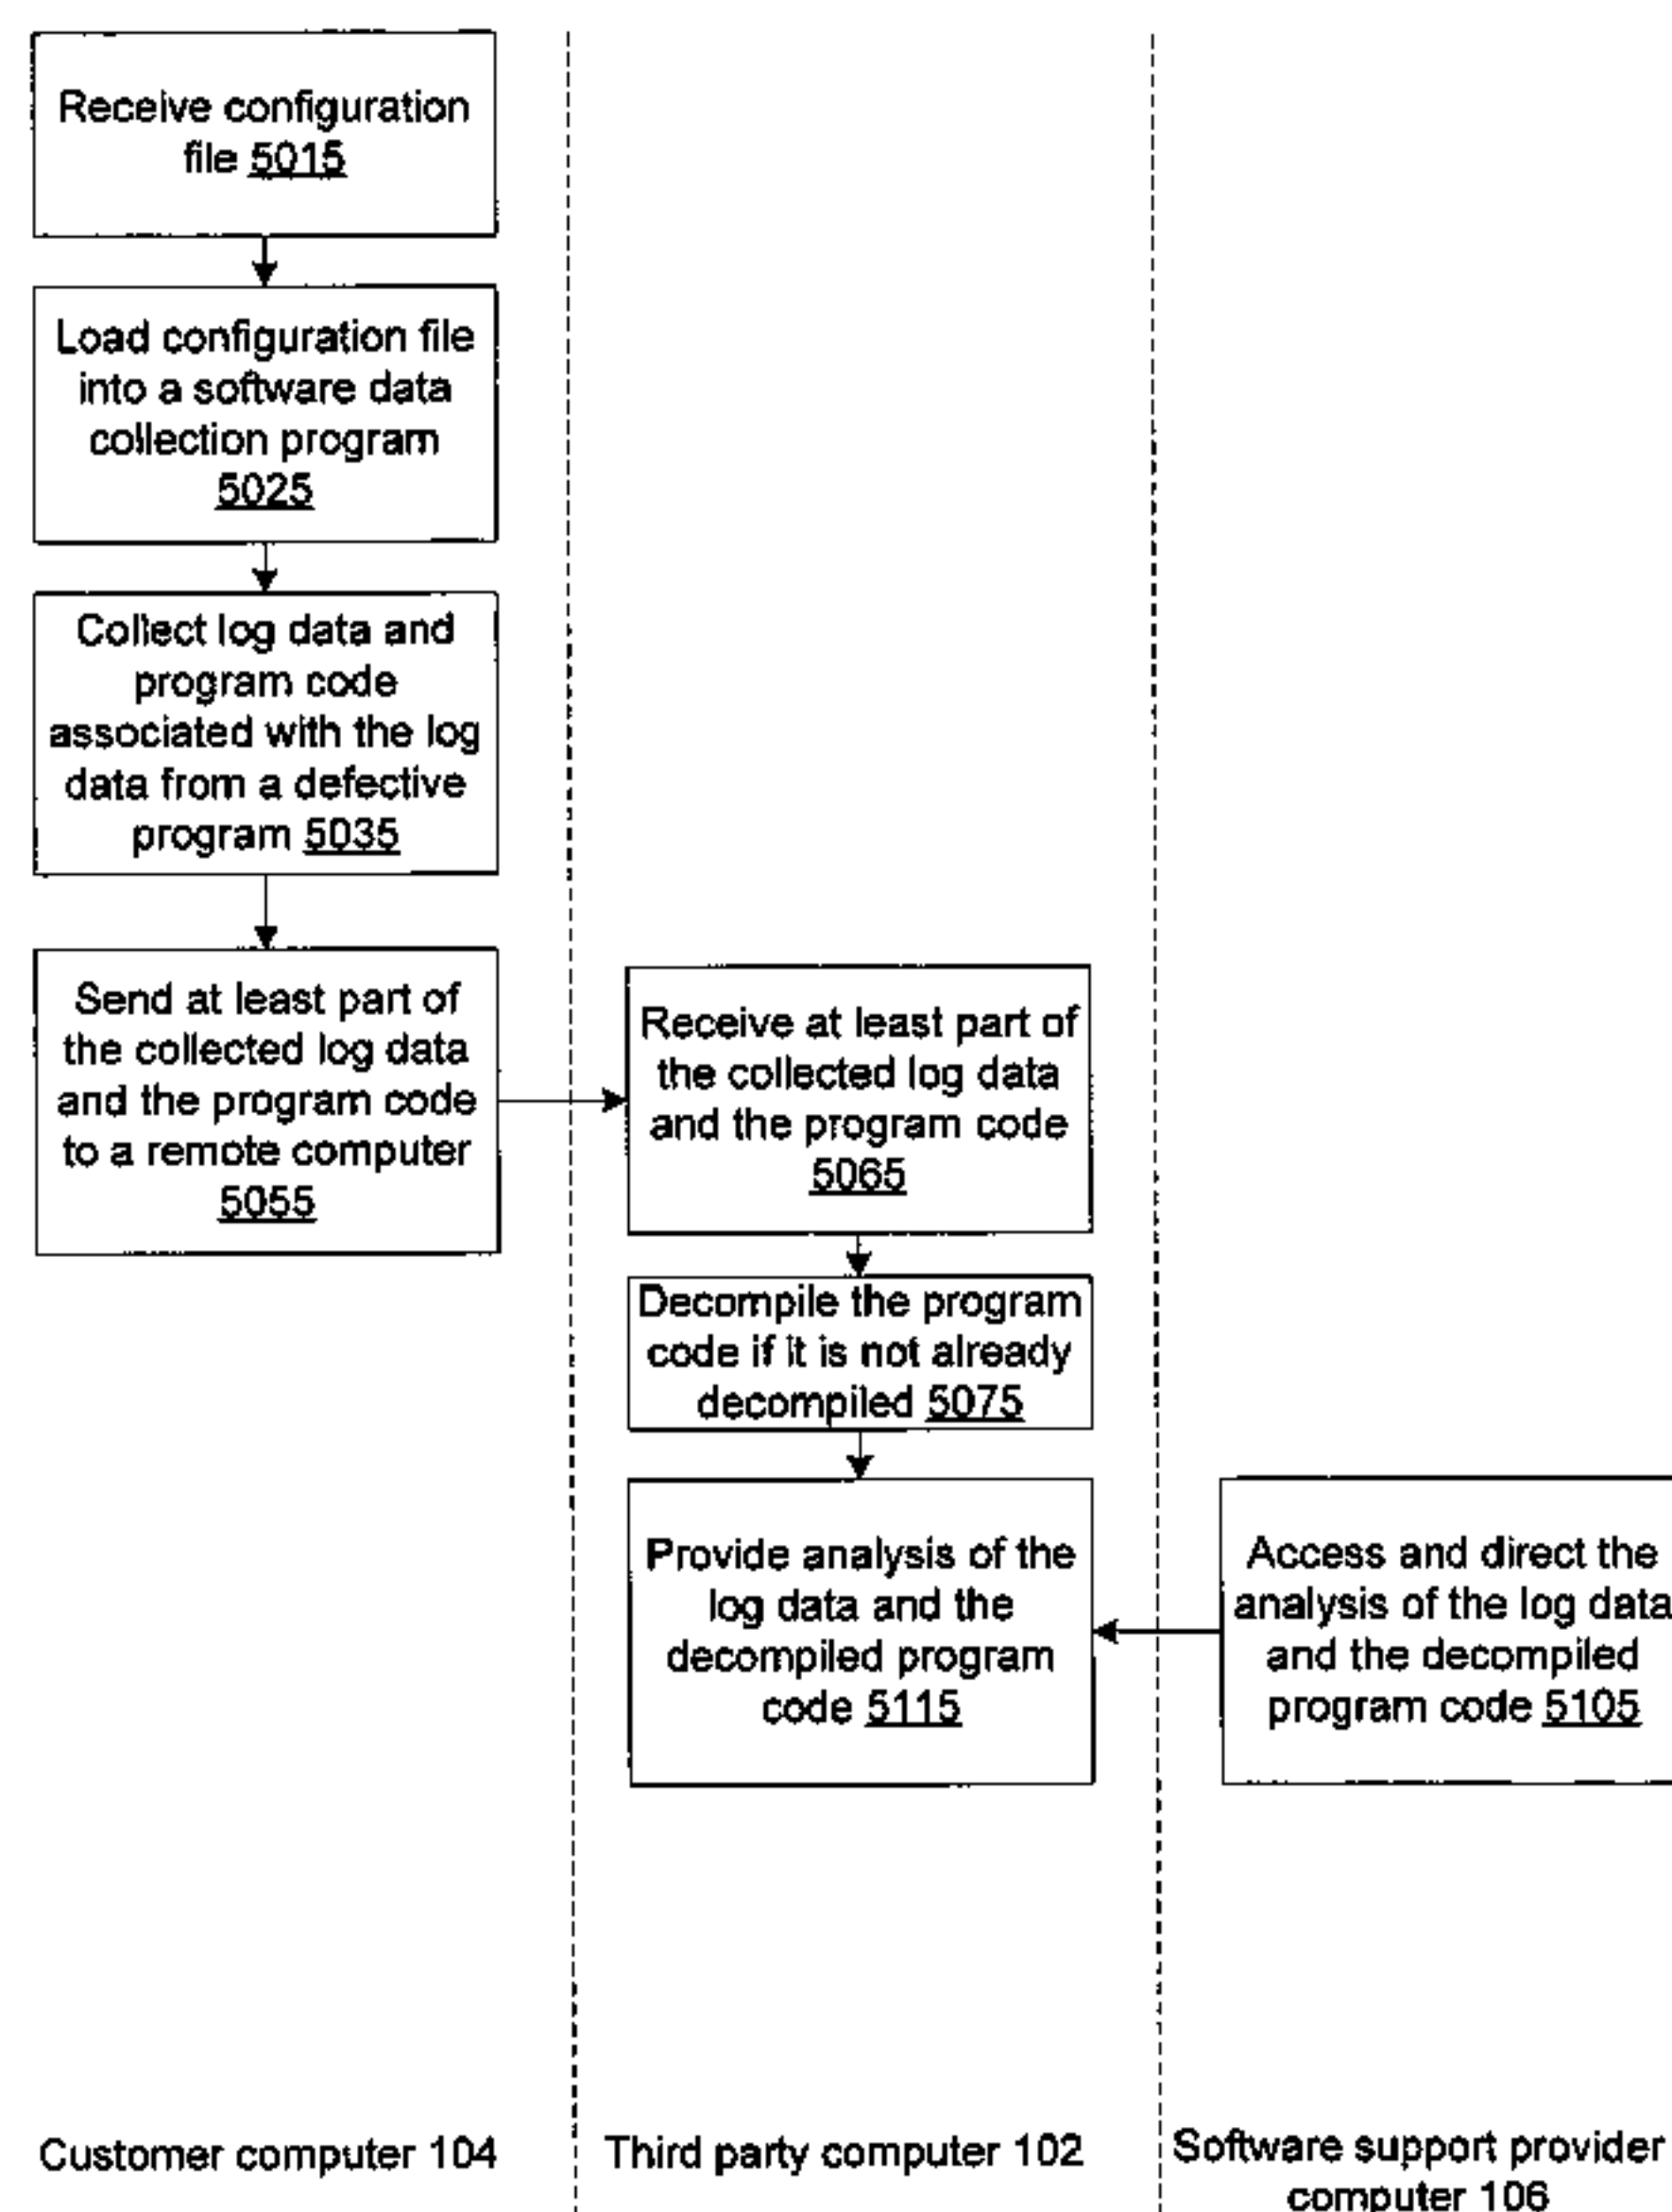 Receive configuration
file 5015
Load configuration file
into a software data
collection program
5025
Collect log data and
program code
associated with the log
data from a defective
program 5035
Send at least part of
the collected log data
and the program code
to a remote computer
5055
Receive at least part of
the collected log data
and the program code
5065
Decompile the program
code if it is not already
decompiled 5075
Provide analysis of the
log data and the
decompiled program
code 5115
Access and direct the
analysis of the log data
and the decompiled
program code 5105
Customer computer 104
Third party computer 102
Software support provider
computer 106